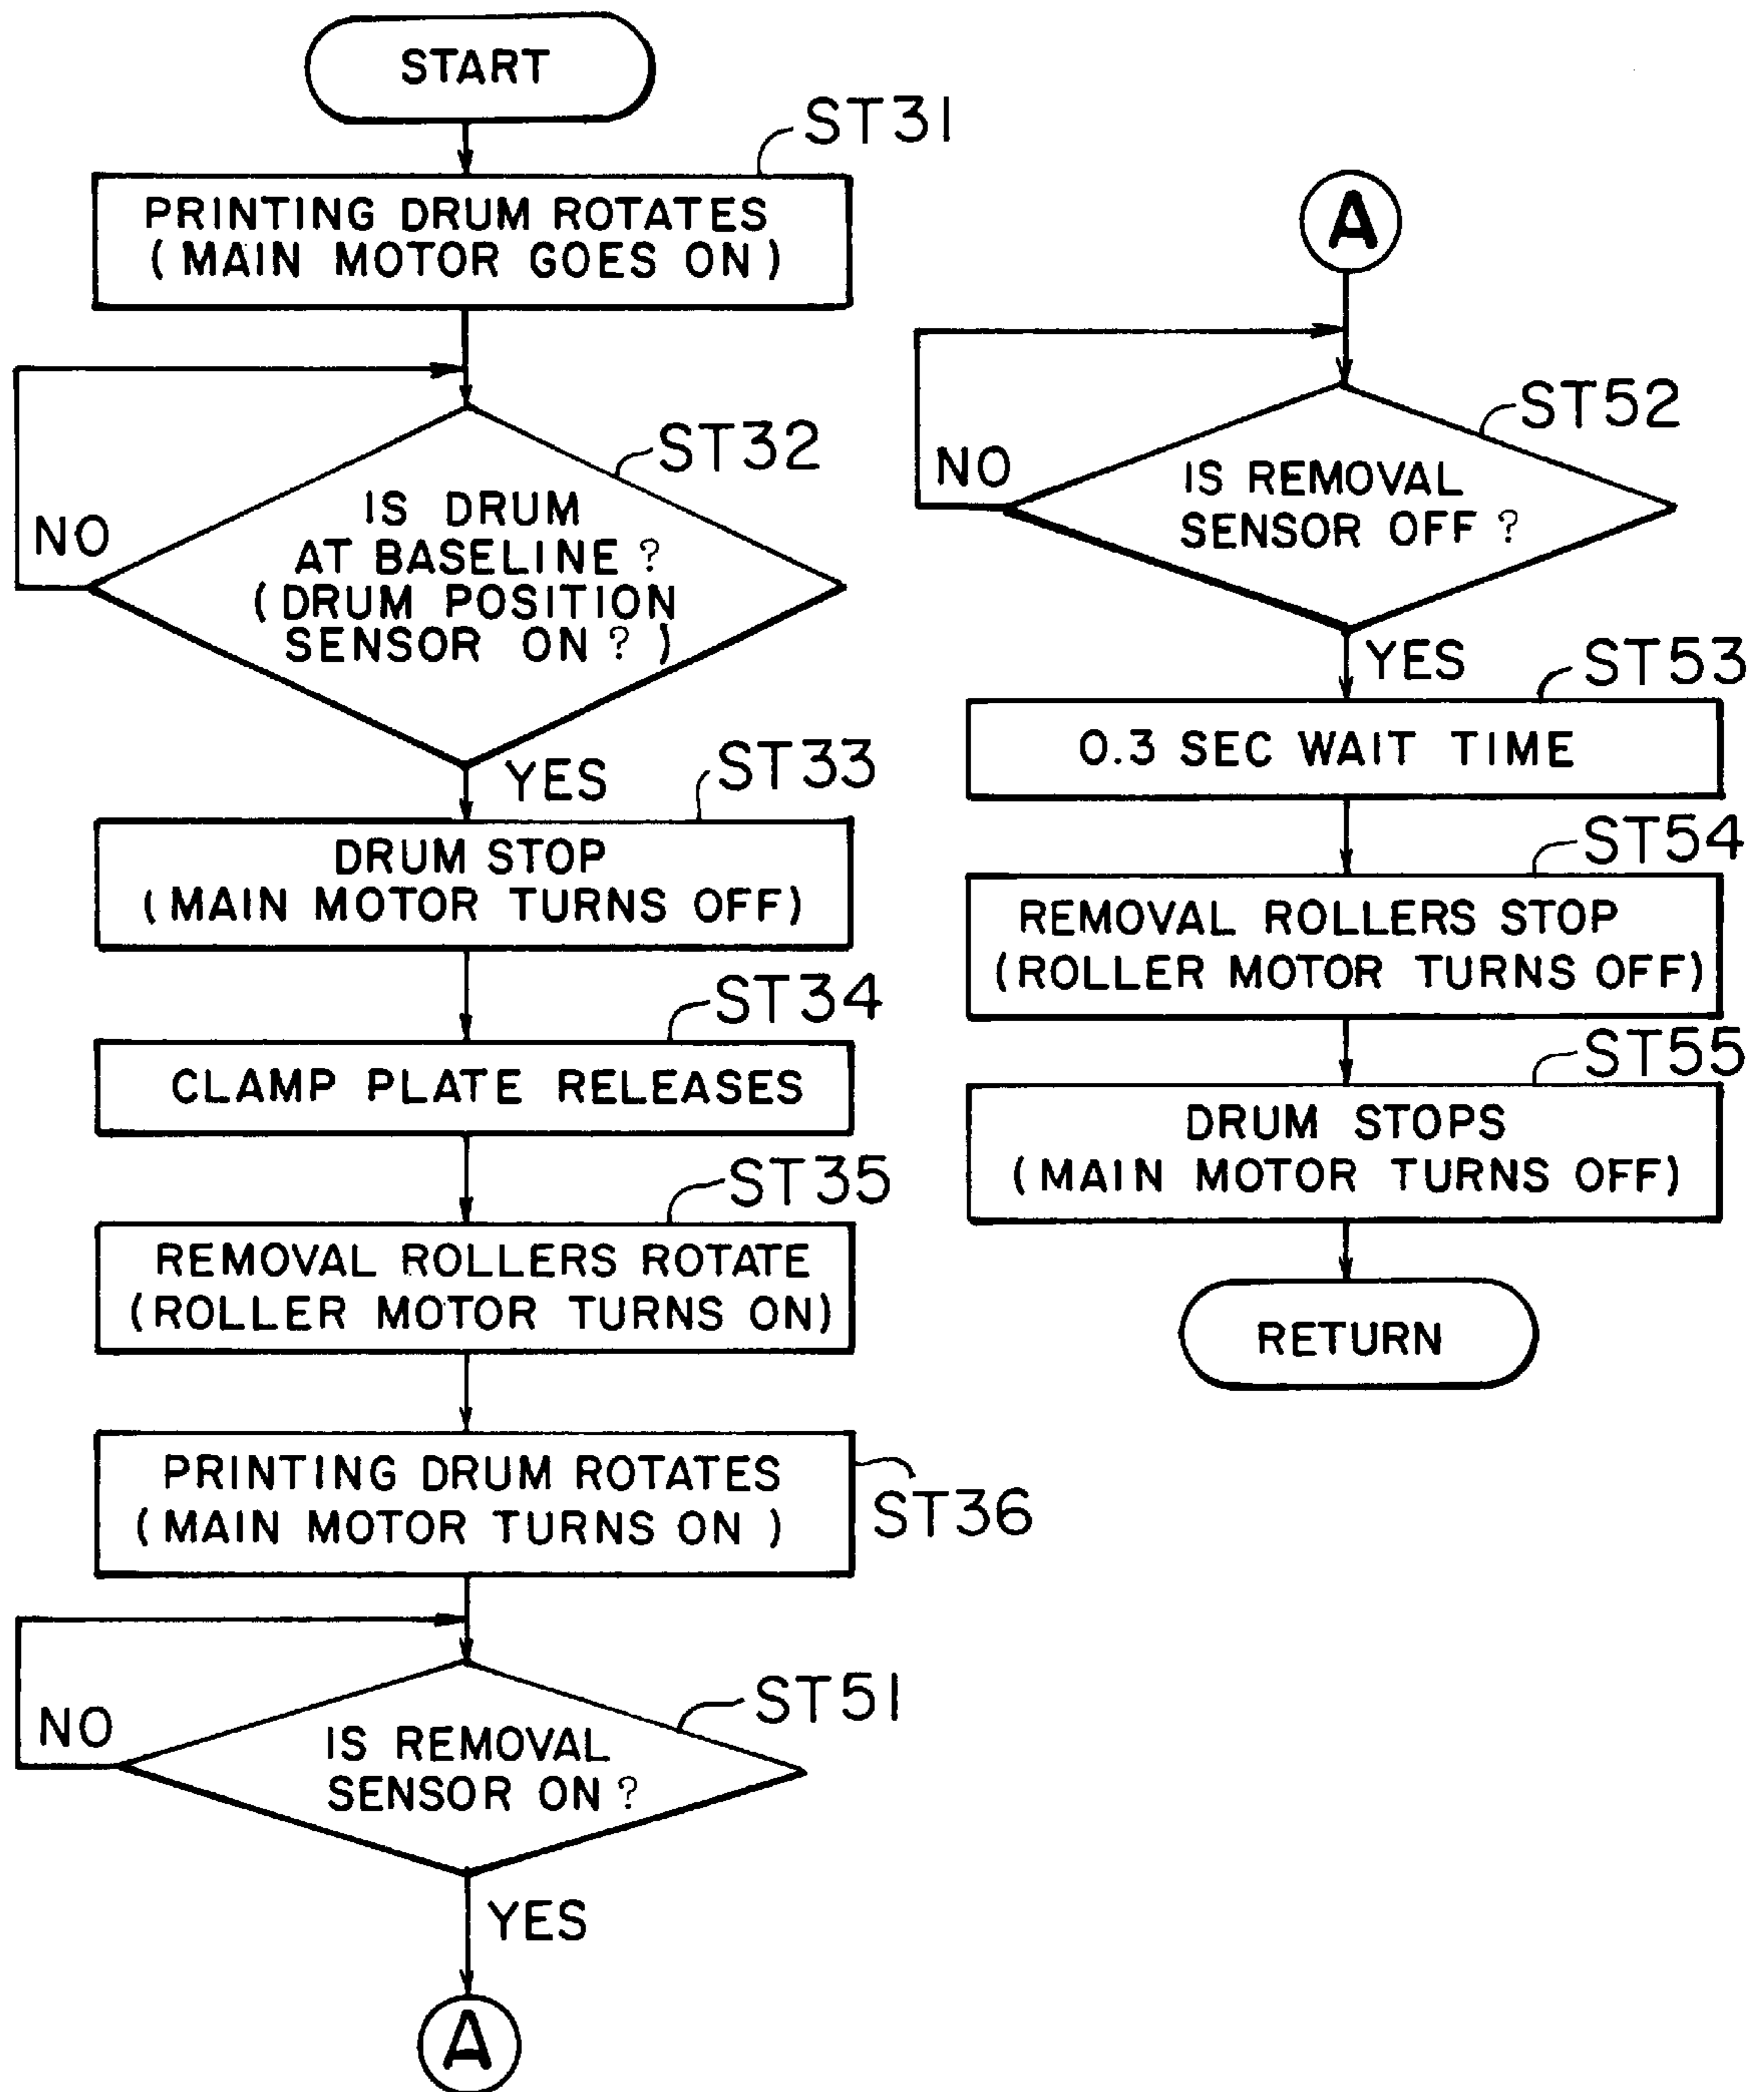 START
ST31
PRINTING DRUM ROTATES
( MAIN MOTOR GOES ON )
ST32
NO
IS DRUM
AT BASELINE ?
( DRUM POSITION
SENSOR ON ? )
YES
ST33
DRUM STOP
( MAIN MOTOR TURNS OFF)
ST34
CLAMP PLATE RELEASES
ST35
REMOVAL ROLLERS ROTATE
(ROLLER MOTOR TURNS ON)
PRINTING DRUM ROTATES
( MAIN MOTOR TURNS ON )
ST36
ST51
NO
IS REMOVAL
SENSOR ON ?
YES
A
A
ST52
NO
IS REMOVAL
SENSOR OFF ?
YES
ST53
0.3 SEC WAIT TIME
ST54
REMOVAL ROLLERS STOP
(ROLLER MOTOR TURNS OFF)
ST55
DRUM STOPS
( MAIN MOTOR TURNS OFF)
RETURN